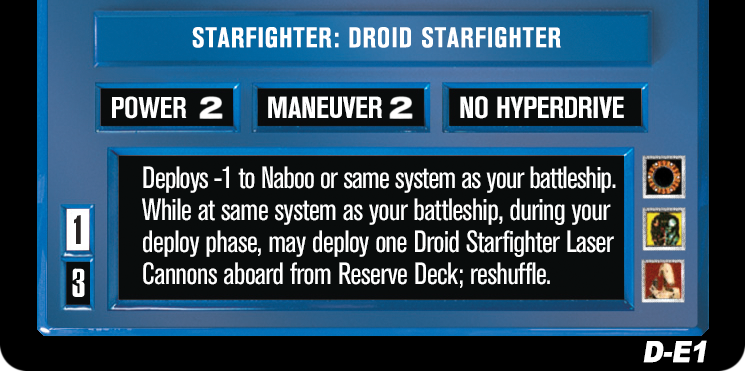 STARFIGHTER: DROID STARFIGHTER
POWER 2 MANEUVER 2 NO HYPERDRIVE
Deploys -1 to Naboo or same system as your battleship.
While at same system as your battleship, during your
deploy phase, may deploy one Droid Starfighter Laser
Cannons aboard from Reserve Deck; reshuffle.
1
3
D-E1